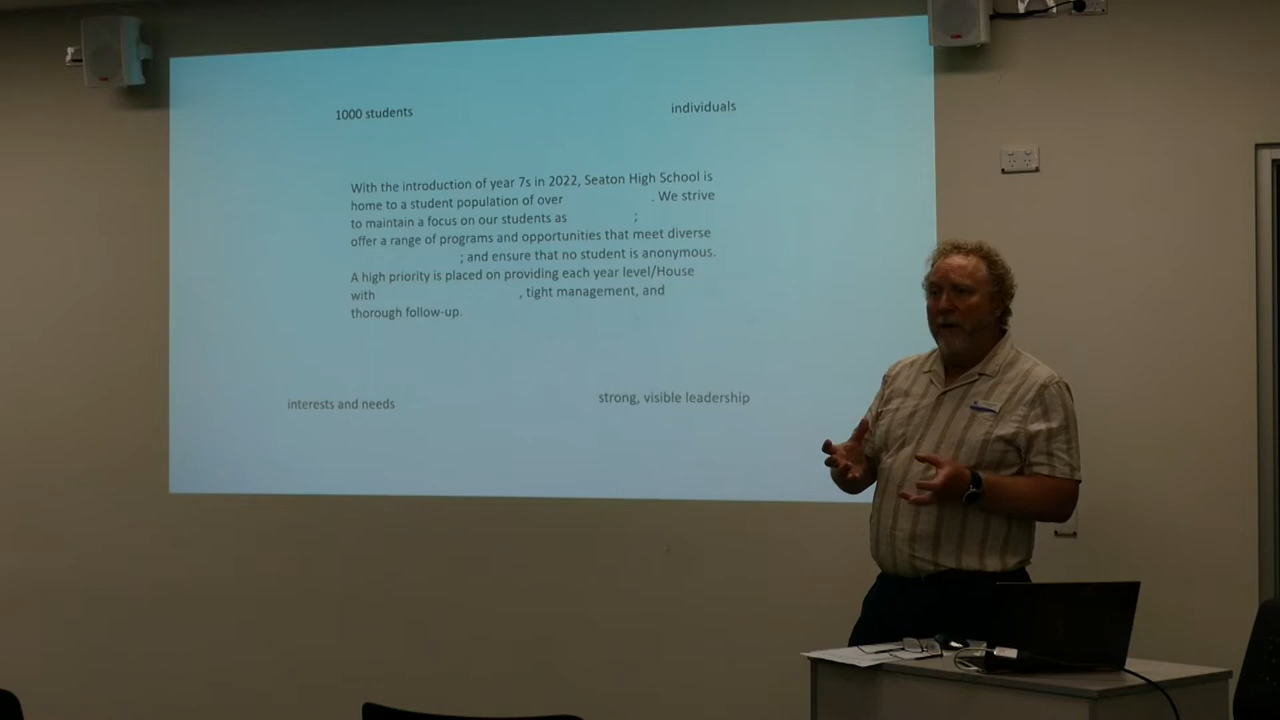 1000 students
individuals
With the introduction of year 7s in 2022, Seaton High School is
home to a student population of over . We strive
to maintain a focus on our students as ;
offer a range of programs and opportunities that meet diverse
; and ensure that no student is anonymous.
A high priority is placed on providing each year level/House
with , tight management, and
thorough follow-up.
interests and needs
strong, visible leadership